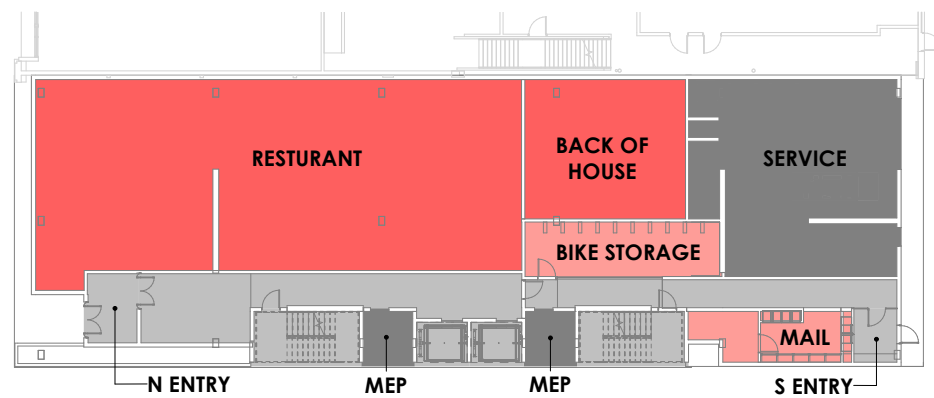 RESTURANT
BACK OF
HOUSE
SERVICE
BIKE STORAGE
MAIL
N ENTRY
MEP
MEP
S ENTRY